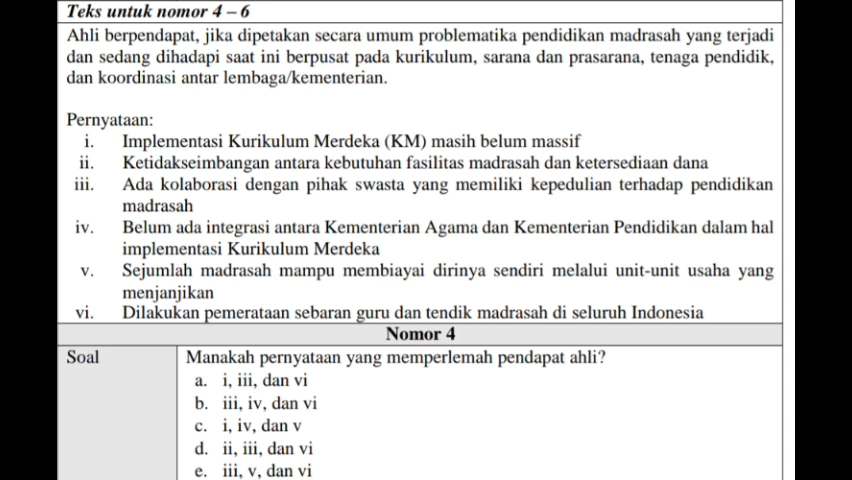 Teks untuk nomor 4 – 6
Ahli berpendapat, jika dipetakan secara umum problematika pendidikan madrasah yang terjadi
dan sedang dihadapi saat ini berpusat pada kurikulum, sarana dan prasarana, tenaga pendidik,
dan koordinasi antar lembaga/kementerian.
Pernyataan:
i. Implementasi Kurikulum Merdeka (KM) masih belum massif
ii. Ketidakseimbangan antara kebutuhan fasilitas madrasah dan ketersediaan dana
iii. Ada kolaborasi dengan pihak swasta yang memiliki kepedulian terhadap pendidikan
madrasah
iv. Belum ada integrasi antara Kementerian Agama dan Kementerian Pendidikan dalam hal
implementasi Kurikulum Merdeka
v. Sejumlah madrasah mampu membiayai dirinya sendiri melalui unit-unit usaha yang
menjanjikan
vi. Dilakukan pemerataan sebaran guru dan tendik madrasah di seluruh Indonesia
Nomor 4
Soal Manakah pernyataan yang memperlemah pendapat ahli?
a. i, iii, dan vi
b. iii, iv, dan vi
c. i, iv, dan v
d. ii, iii, dan vi
e. iii, v, dan vi